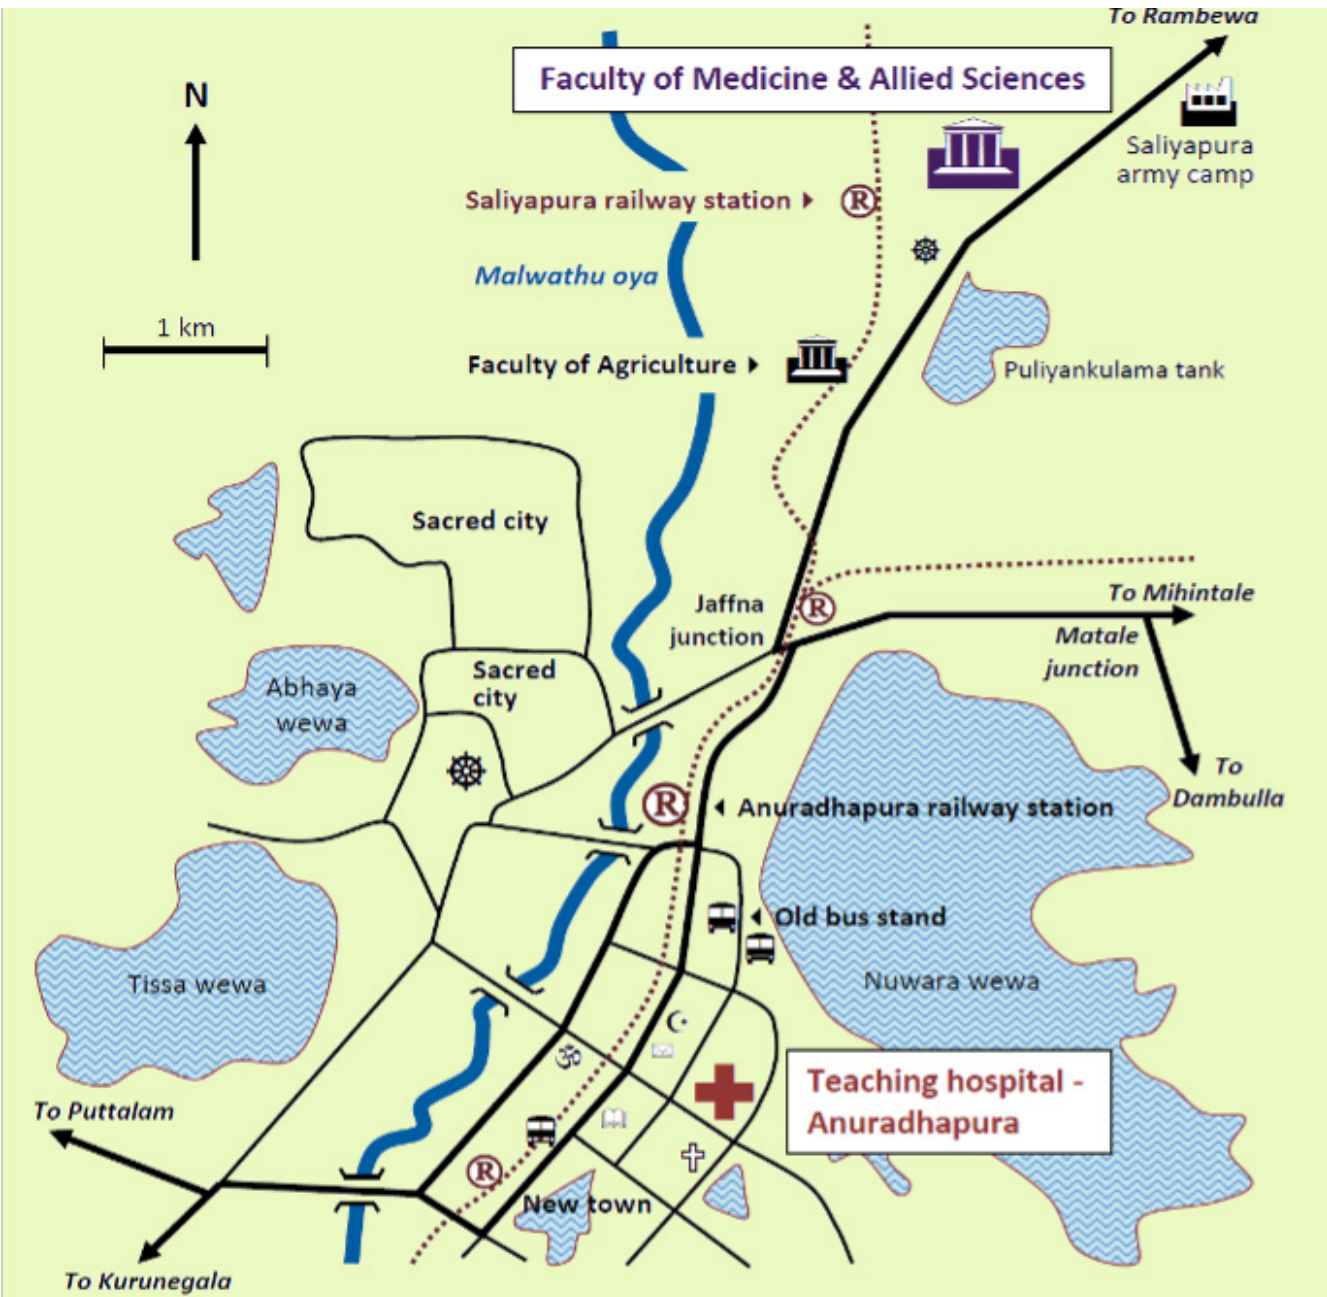 To Rambewa
Faculty of Medicine & Allied Sciences
N
Saliyapura
army camp
Saliyapura railway station
R
Malwathu oya
1 km
Faculty of Agriculture
Puliyankulama tank
Sacred city
Jaffna
junction
R
To Mihintale
Matale
junction
Sacred
city
Abhaya
wewa
To
Dambulla
R
Anuradhapura railway station
Old bus stand
Tissa wewa
Nuwara wewa
ॐ
Teaching hospital -
Anuradhapura
To Puttalam
R
New town
To Kurunegala